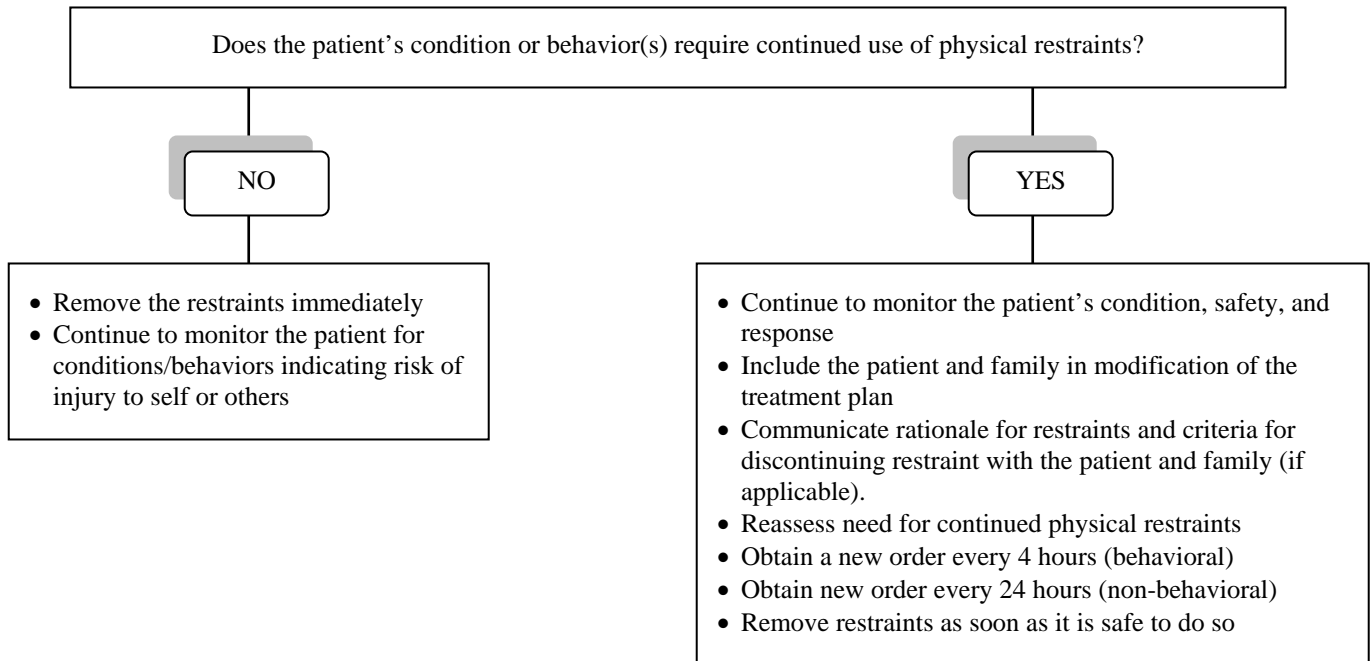 Does the patient’s condition or behavior(s) require continued use of physical restraints?
NO
YES
• Remove the restraints immediately
• Continue to monitor the patient for
conditions/behaviors indicating risk of
injury to self or others
• Continue to monitor the patient’s condition, safety, and
response
• Include the patient and family in modification of the
treatment plan
• Communicate rationale for restraints and criteria for
discontinuing restraint with the patient and family (if
applicable).
• Reassess need for continued physical restraints
• Obtain a new order every 4 hours (behavioral)
• Obtain new order every 24 hours (non-behavioral)
• Remove restraints as soon as it is safe to do so